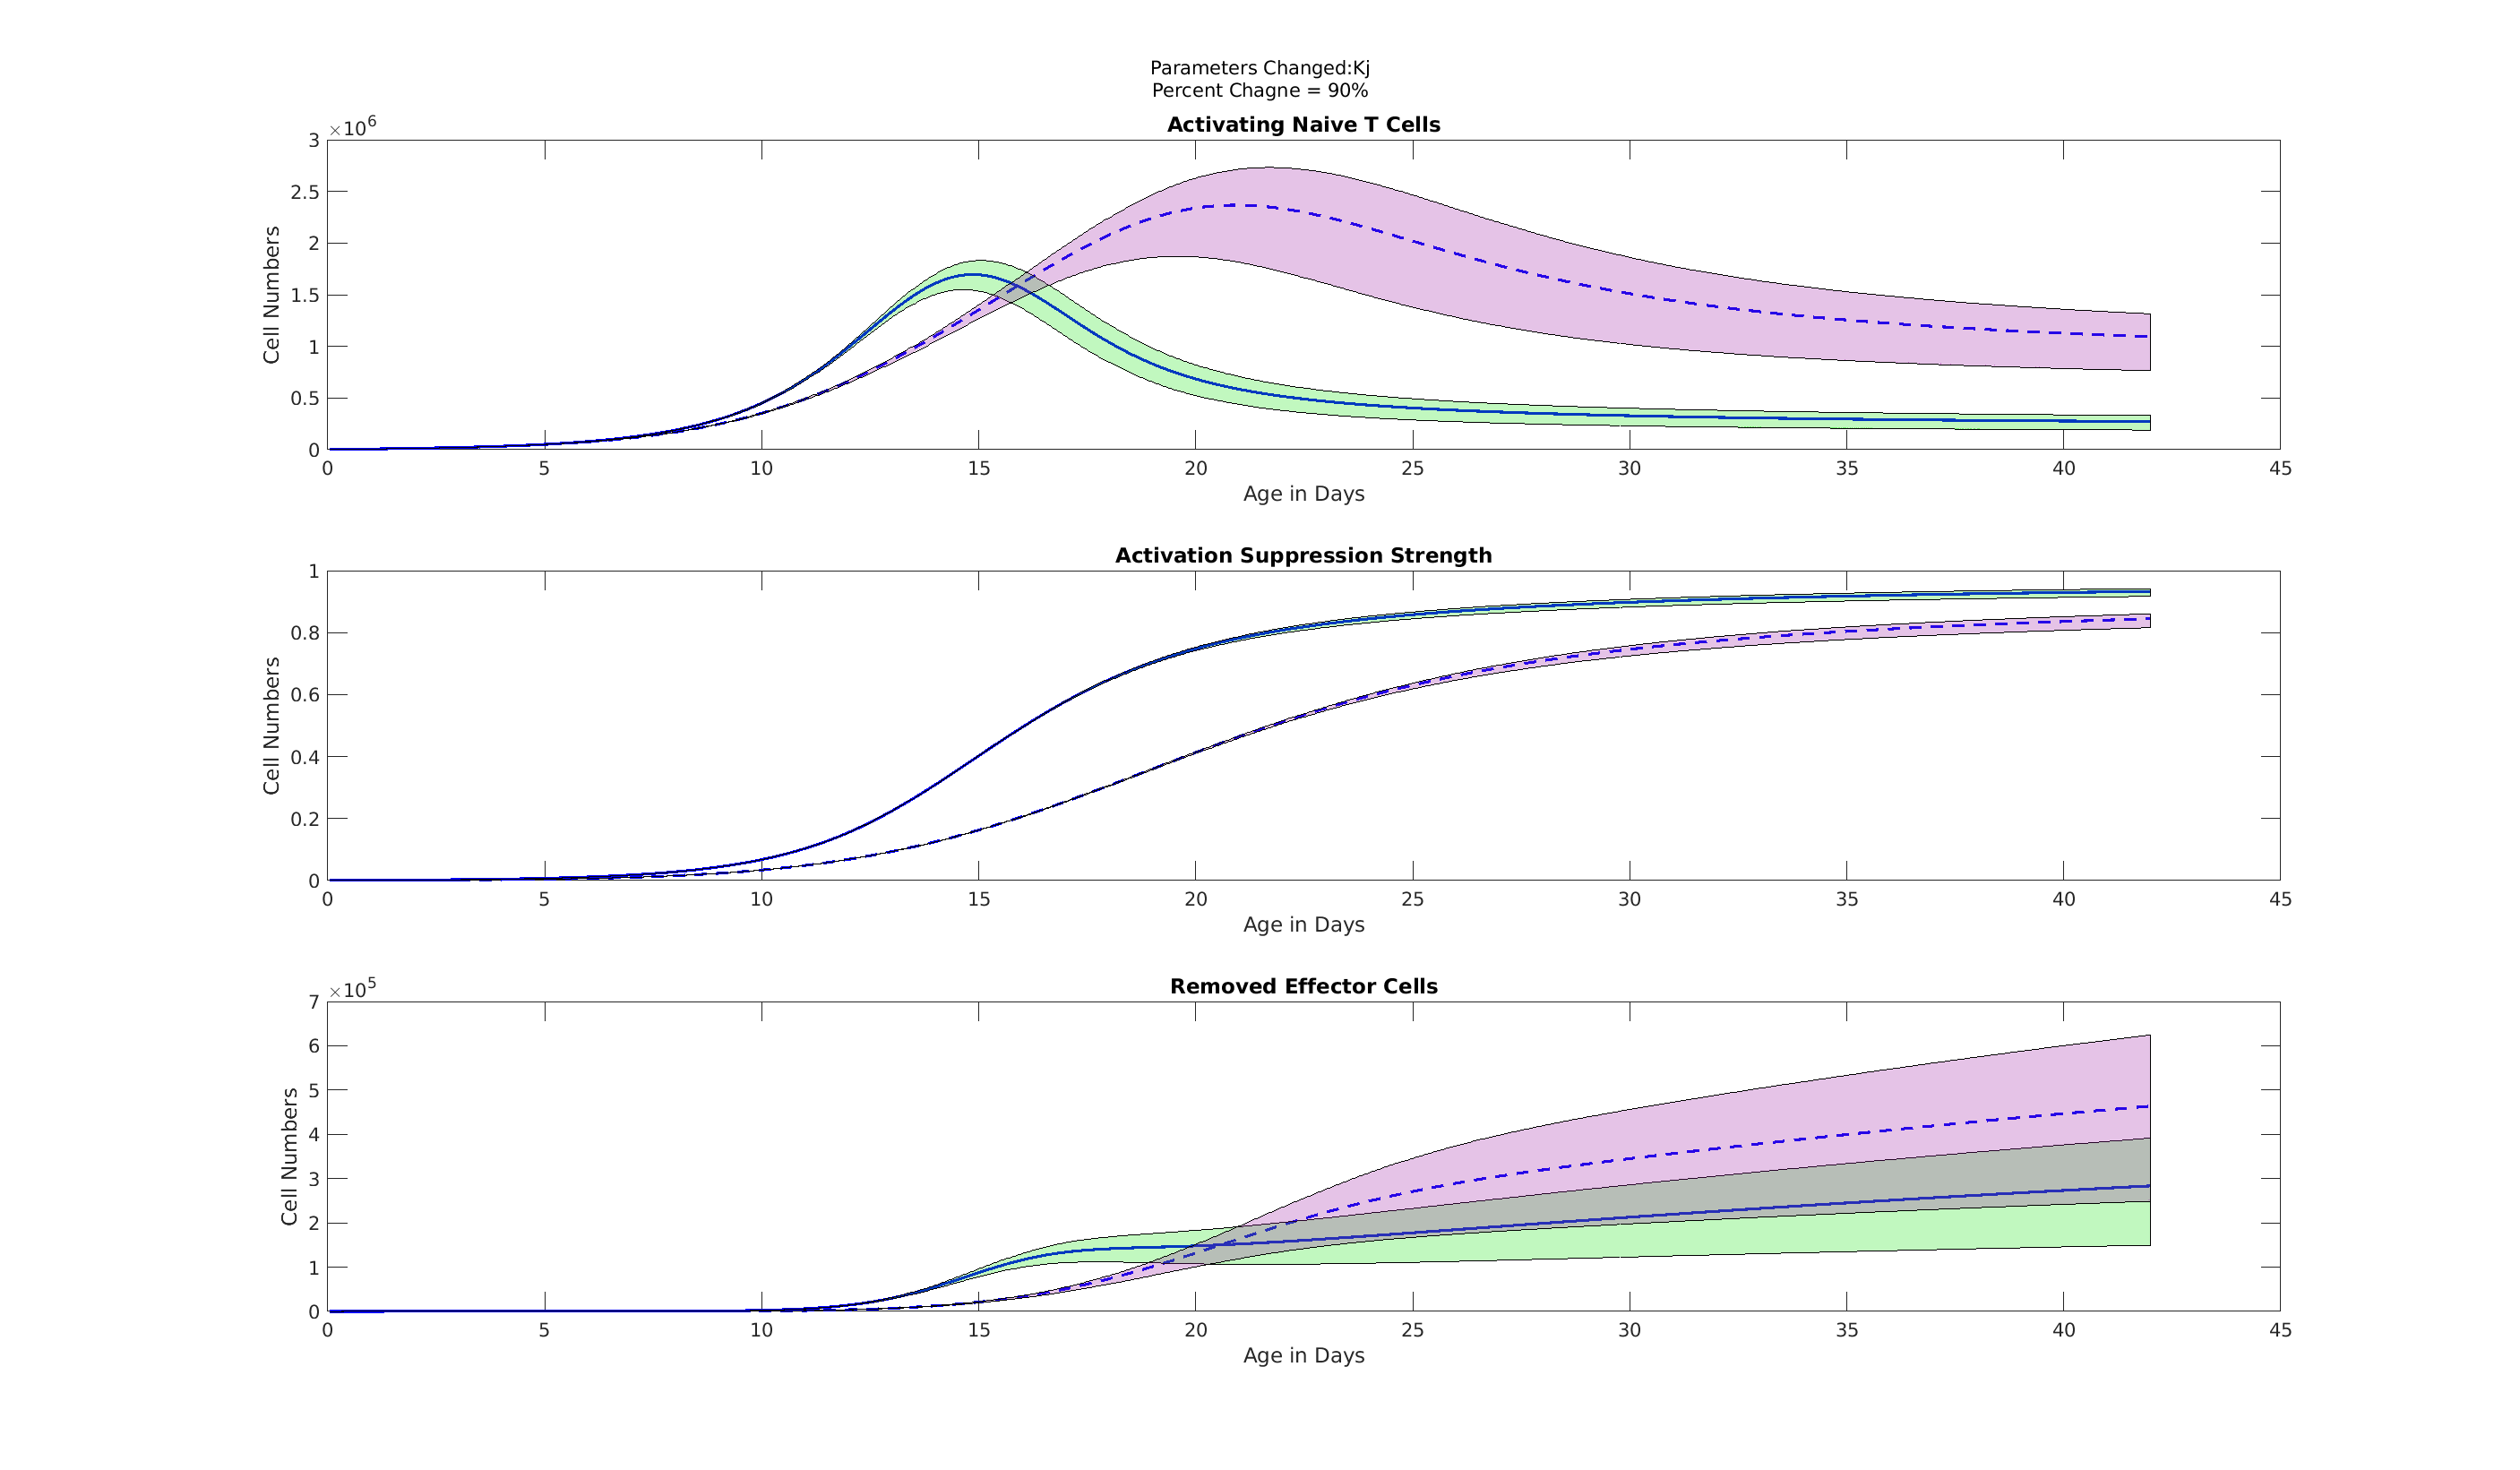 Parameters Changed:Kj
Percent Chagne = 90%
×10^6
Activating Naive T Cells
3
2.5
2
1.5
1
0.5
0
Cell Numbers
0 5 10 15 20 25 30 35 40 45
Age in Days
Activation Suppression Strength
1
0.8
0.6
0.4
0.2
0
Cell Numbers
0 5 10 15 20 25 30 35 40 45
Age in Days
×10^5
Removed Effector Cells
7
6
5
4
3
2
1
0
Cell Numbers
0 5 10 15 20 25 30 35 40 45
Age in Days